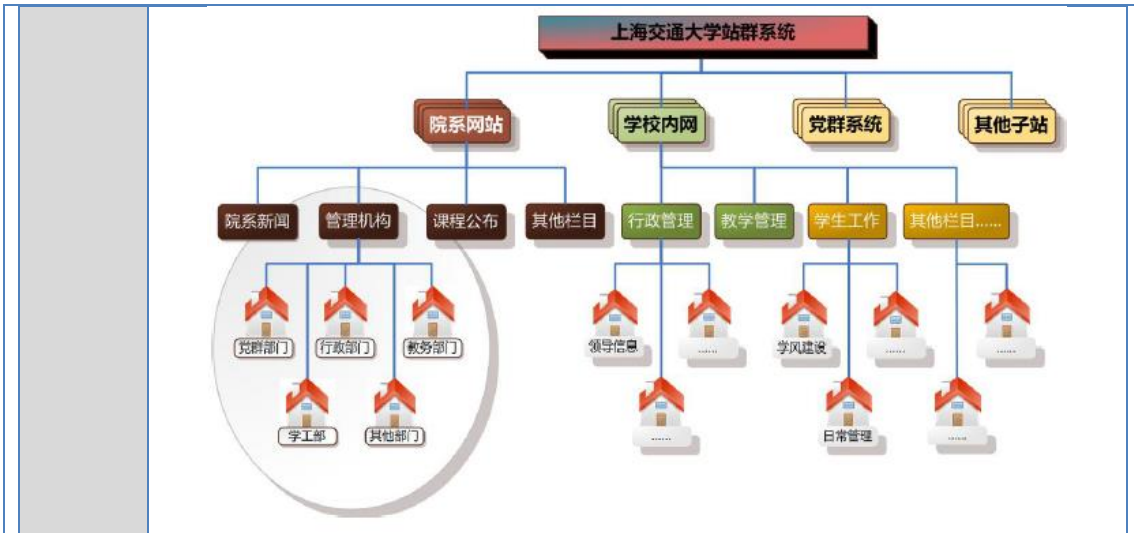 上海交通大学站群系统
院系网站
学校内网
党群系统
其他子站
院系新闻
管理机构
课程公布
其他栏目
行政管理
教学管理
学生工作
其他栏目......
党群部门
行政部门
教务部门
领导信息
......
学风建设
......
......
学工部
其他部门
......
日常管理
......